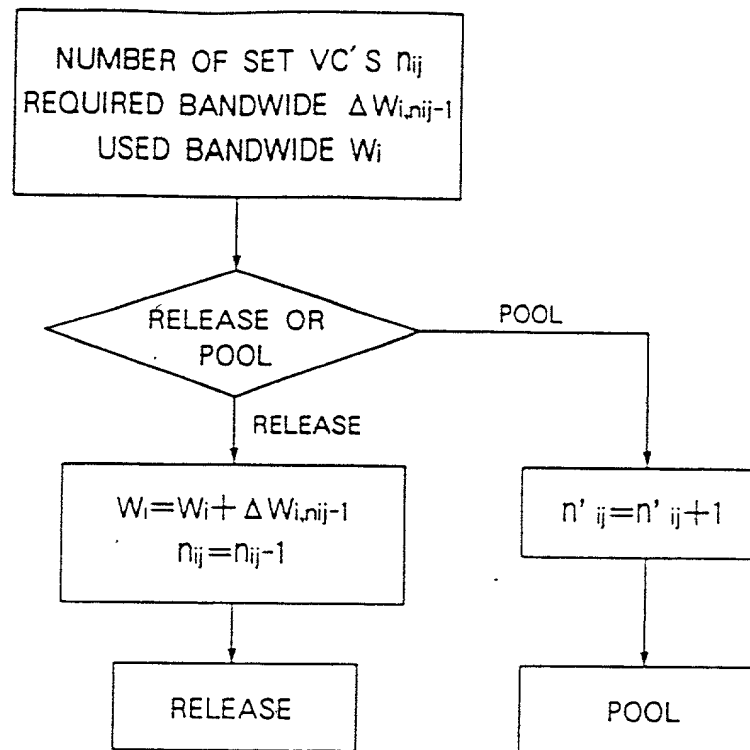 NUMBER OF SET VC'S nij
REQUIRED BANDWIDE ΔWi,nij-1
USED BANDWIDE Wi
RELEASE OR
POOL
POOL
RELEASE
Wi=Wi+ΔWi,nij-1
nij=nij-1
n' ij=n' ij+1
RELEASE
POOL